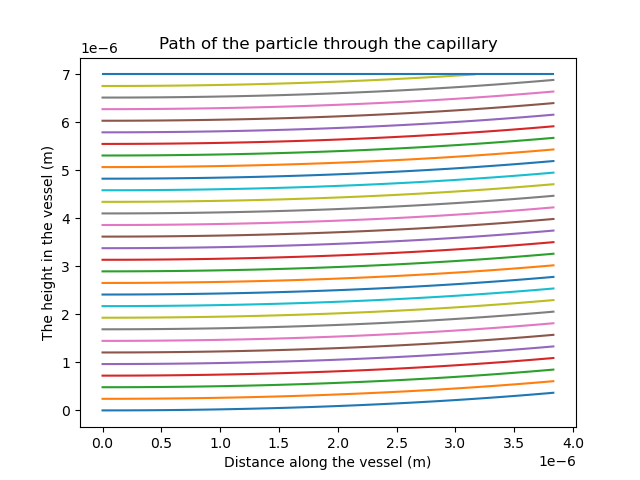 Path of the particle through the capillary
1e−6
7
6
5
4
3
2
1
0
The height in the vessel (m)
0.0 0.5 1.0 1.5 2.0 2.5 3.0 3.5 4.0
Distance along the vessel (m)
1e−6